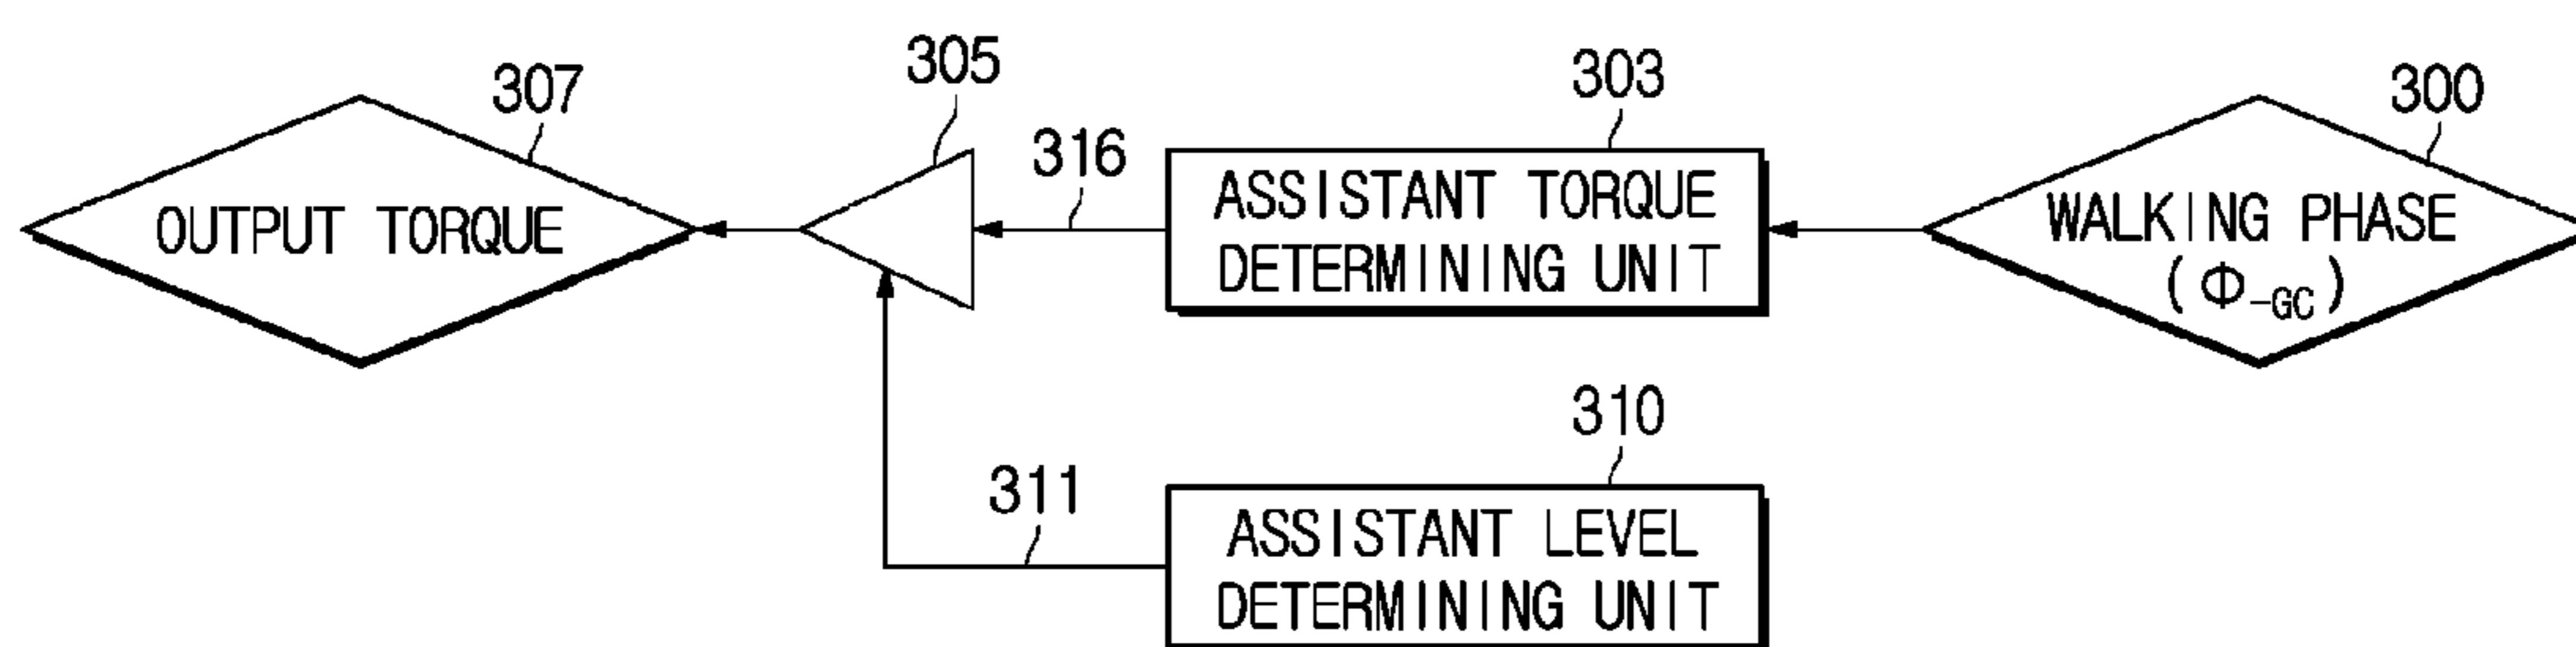 307
OUTPUT TORQUE
305
316
303
ASSISTANT TORQUE
DETERMINING UNIT
300
WALKING PHASE
(Φ-GC)
311
310
ASSISTANT LEVEL
DETERMINING UNIT